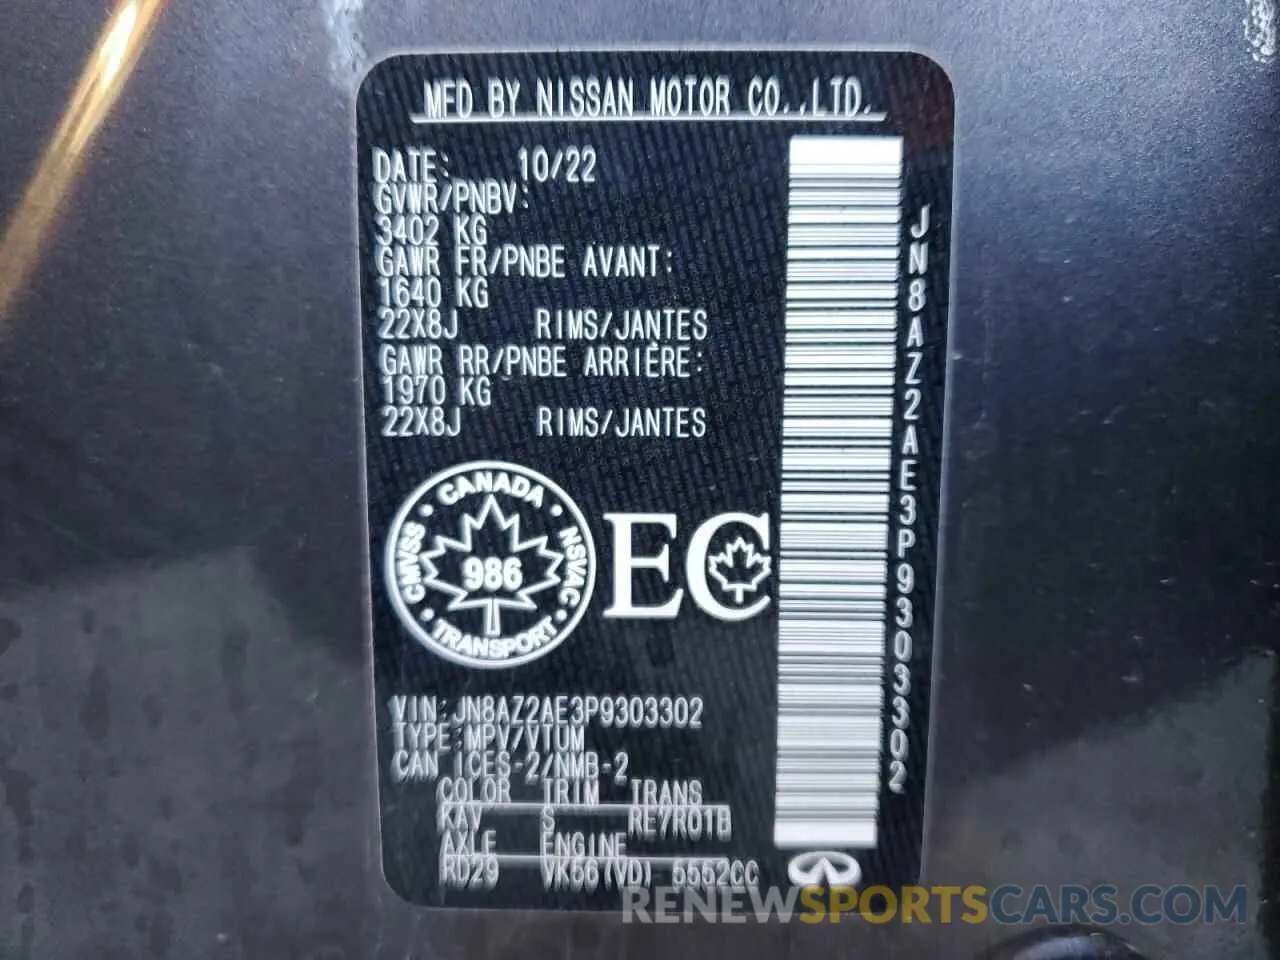 MFD BY NISSAN MOTOR CO.,LTD.
DATE: 10/22
GVWR/PNBV:
3402 KG
GAWR FR/PNBE AVANT:
1640 KG
22X8J RIMS/JANTES
GAWR RR/PNBE ARRIÈRE:
1970 KG
22X8J RIMS/JANTES
CANADA
CMVSS
NSVAC
TRANSPORT
986
EC
VIN:JN8AZ2AE3P9303302
TYPE:MPV/VTUM
CAN ICES-2/NMB-2
COLOR TRIM TRANS
KAV S RE7R01B
AXLE ENGINE
RD29 VK56(VD) 5552CC
JN8AZ2AE3P9303302
RENEWSPORTSCARS.COM